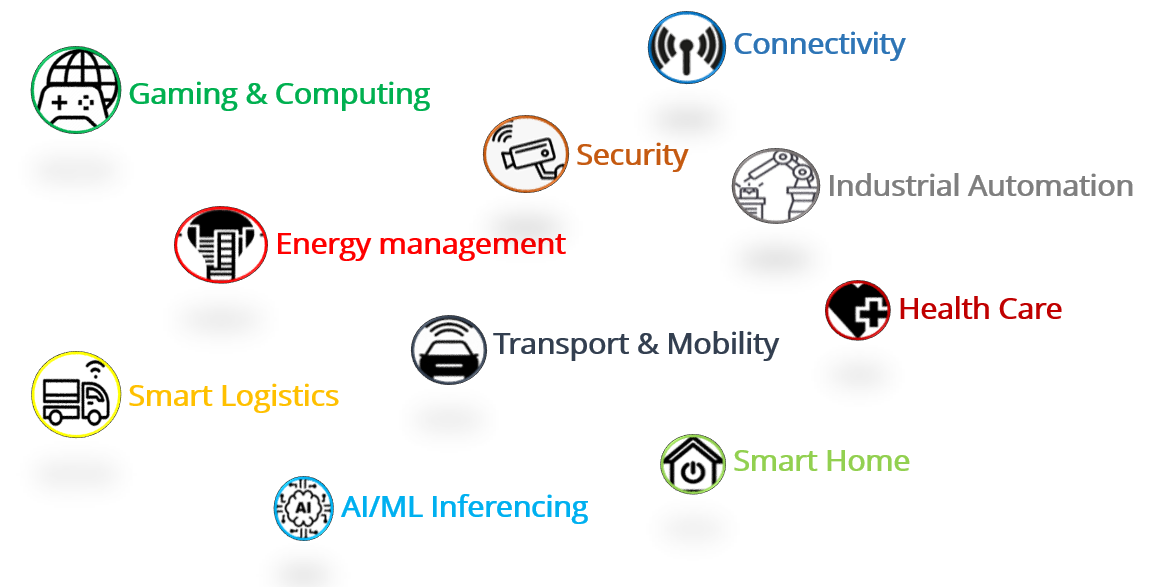 Connectivity
Gaming & Computing
Security
Industrial Automation
Energy management
Health Care
Transport & Mobility
Smart Logistics
Smart Home
AI
AI/ML Inferencing